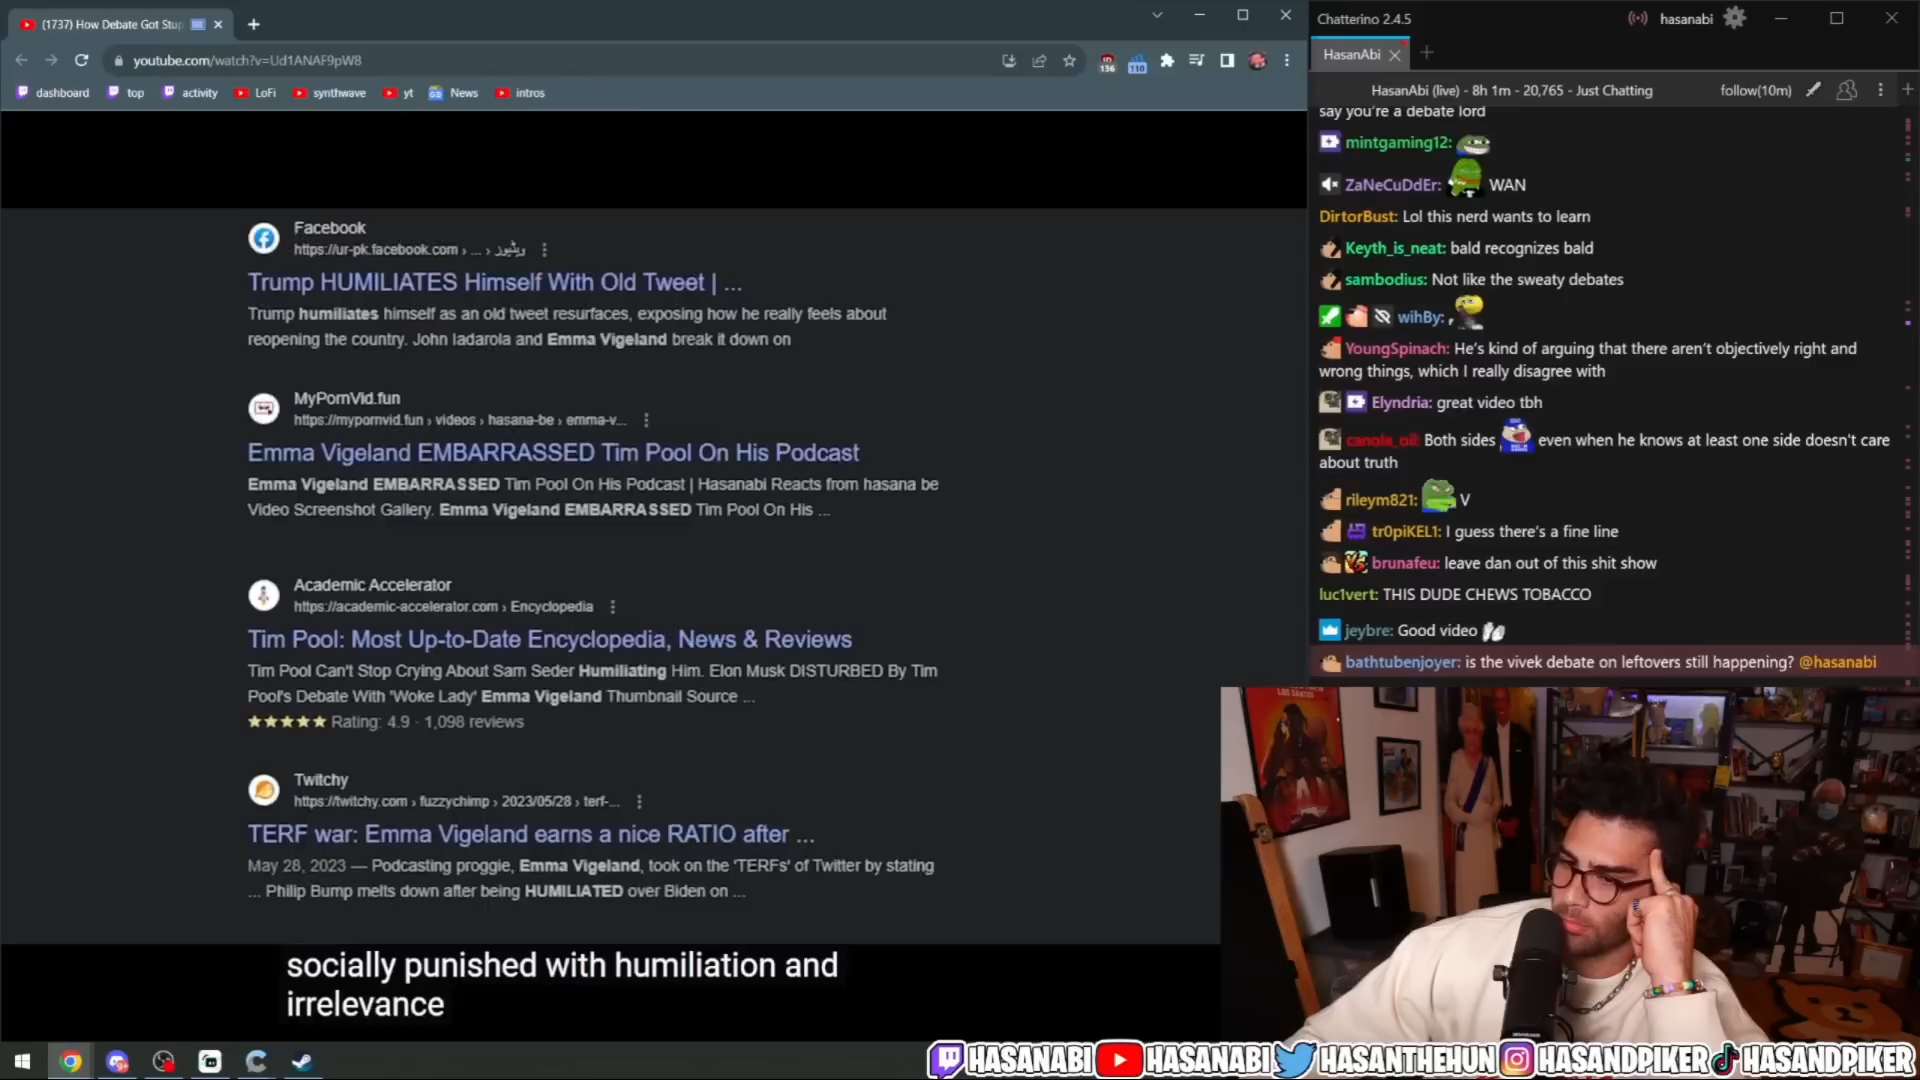 (1737) How Debate Got Stup
youtube.com/watch?v=Ud1ANAF9pW8
136
110
dashboard
top
activity
LoFi
synthwave
yt
News
intros
Facebook
https://ur-pk.facebook.com › ... › ویڈیوز
Trump HUMILIATES Himself With Old Tweet | ...
Trump humiliates himself as an old tweet resurfaces, exposing how he really feels about
reopening the country. John Iadarola and Emma Vigeland break it down on
MyPornVid.fun
https://mypornvid.fun › videos › hasana-be › emma-v...
Emma Vigeland EMBARRASSED Tim Pool On His Podcast
Emma Vigeland EMBARRASSED Tim Pool On His Podcast | Hasanabi Reacts from hasana be
Video Screenshot Gallery. Emma Vigeland EMBARRASSED Tim Pool On His ...
Academic Accelerator
https://academic-accelerator.com › Encyclopedia
Tim Pool: Most Up-to-Date Encyclopedia, News & Reviews
Tim Pool Can't Stop Crying About Sam Seder Humiliating Him. Elon Musk DISTURBED By Tim
Pool's Debate With 'Woke Lady' Emma Vigeland Thumbnail Source ...
Rating: 4.9 · 1,098 reviews
Twitchy
https://twitchy.com › fuzzychimp › 2023/05/28 › terf-...
TERF war: Emma Vigeland earns a nice RATIO after ...
May 28, 2023 — Podcasting proggie, Emma Vigeland, took on the 'TERFs' of Twitter by stating
... Philip Bump melts down after being HUMILIATED over Biden on ...
socially punished with humiliation and
irrelevance
Chatterino 2.4.5
hasanabi
HasanAbi
HasanAbi (live) - 8h 1m - 20,765 - Just Chatting
follow(10m)
say you're a debate lord
mintgaming12:
ZaNeCuDdEr: WAN
DirtorBust: Lol this nerd wants to learn
Keyth_is_neat: bald recognizes bald
sambodius: Not like the sweaty debates
wihBy: ,
YoungSpinach: He's kind of arguing that there aren't objectively right and
wrong things, which I really disagree with
Elyndria: great video tbh
canola_oil: Both sides even when he knows at least one side doesn't care
about truth
rileym821: V
tr0piKEL1: I guess there's a fine line
brunafeu: leave dan out of this shit show
luc1vert: THIS DUDE CHEWS TOBACCO
jeybre: Good video
bathtubenjoyer: is the vivek debate on leftovers still happening? @hasanabi
LOS SANTOS
HASANABI HASANABI HASANTHEHUN HASANDPIKER HASANDPIKER